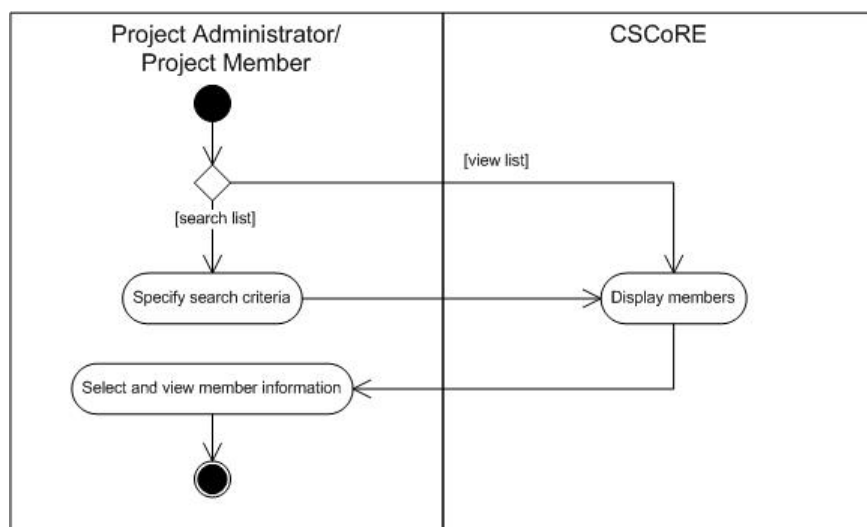 Project Administrator/
Project Member
CSCoRE
[view list]
[search list]
Specify search criteria
Display members
Select and view member information